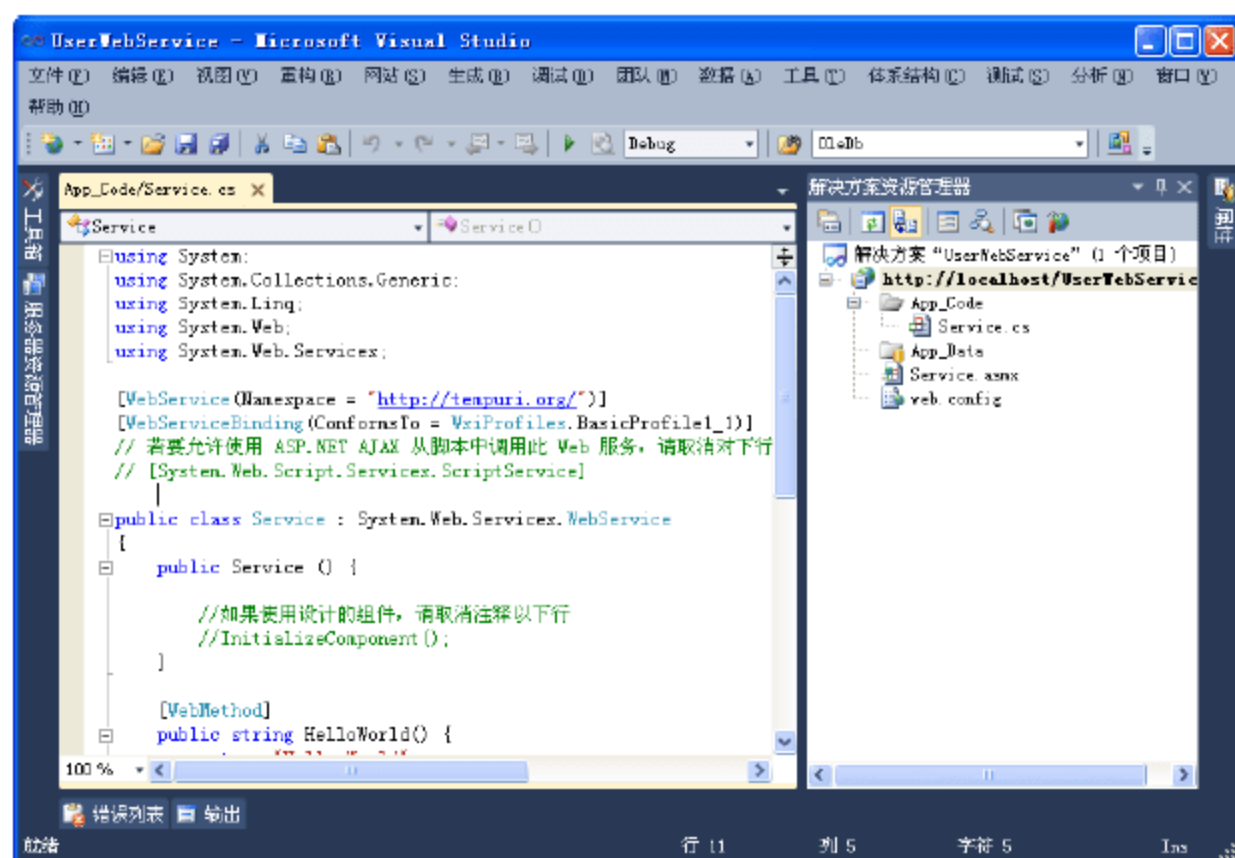 UserWebService - Microsoft Visual Studio
文件(F) 编辑(E) 视图(V) 重构(R) 网站(S) 生成(B) 调试(D) 团队(M) 数据(A) 工具(T) 体系结构(C) 测试(S) 分析(N) 窗口(W)
帮助(H)
Debug OleDb
工具箱
服务器资源管理器
App_Code/Service.cs
Service Service()
using System;
using System.Collections.Generic;
using System.Linq;
using System.Web;
using System.Web.Services;
[WebService(Namespace = "http://tempuri.org/")]
[WebServiceBinding(ConformsTo = WsiProfiles.BasicProfile1_1)]
// 若要允许使用 ASP.NET AJAX 从脚本中调用此 Web 服务，请取消对下行
// [System.Web.Script.Services.ScriptService]
public class Service : System.Web.Services.WebService
{
public Service () {
//如果使用设计的组件，请取消注释以下行
//InitializeComponent();
}
[WebMethod]
public string HelloWorld() {
100 %
解决方案资源管理器
解决方案 "UserWebService" (1 个项目)
http://localhost/UserWebServic
App_Code
Service.cs
App_Data
Service.asmx
web.config
属性
错误列表 输出
就绪 行 11 列 5 字符 5 Ins